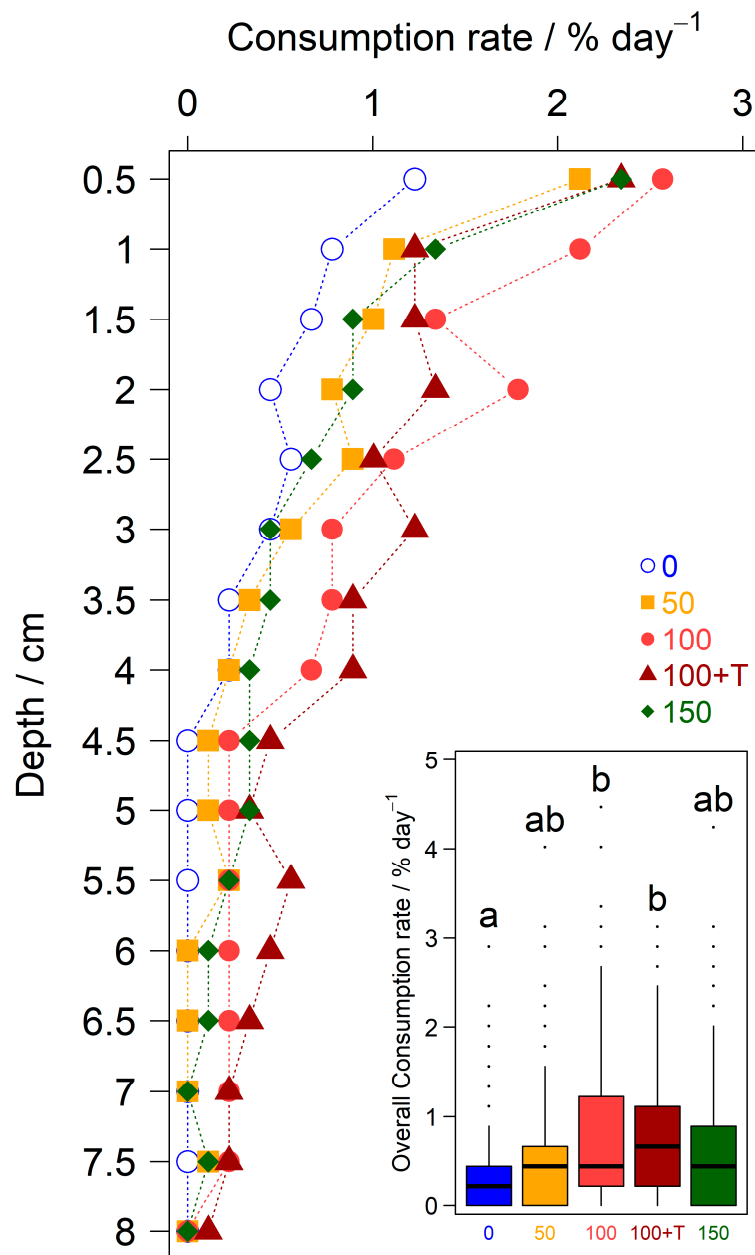 Consumption rate / % day⁻¹
0 1 2 3
0.5
1
1.5
2
2.5
3
3.5
4
4.5
5
5.5
6
6.5
7
7.5
8
Depth / cm
0
50
100
100+T
150
Overall Consumption rate / % day⁻¹
5
4
3
2
1
0
a
ab
b
b
ab
0 50 100 100+T 150